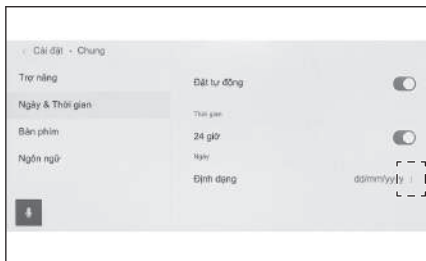 ‹ Cài đặt - Chung
Trợ năng
Ngày & Thời gian
Bàn phím
Ngôn ngữ
Đặt tự động
Thời gian
24 giờ
Ngày
Định dạng
dd/mm/yyyy ›